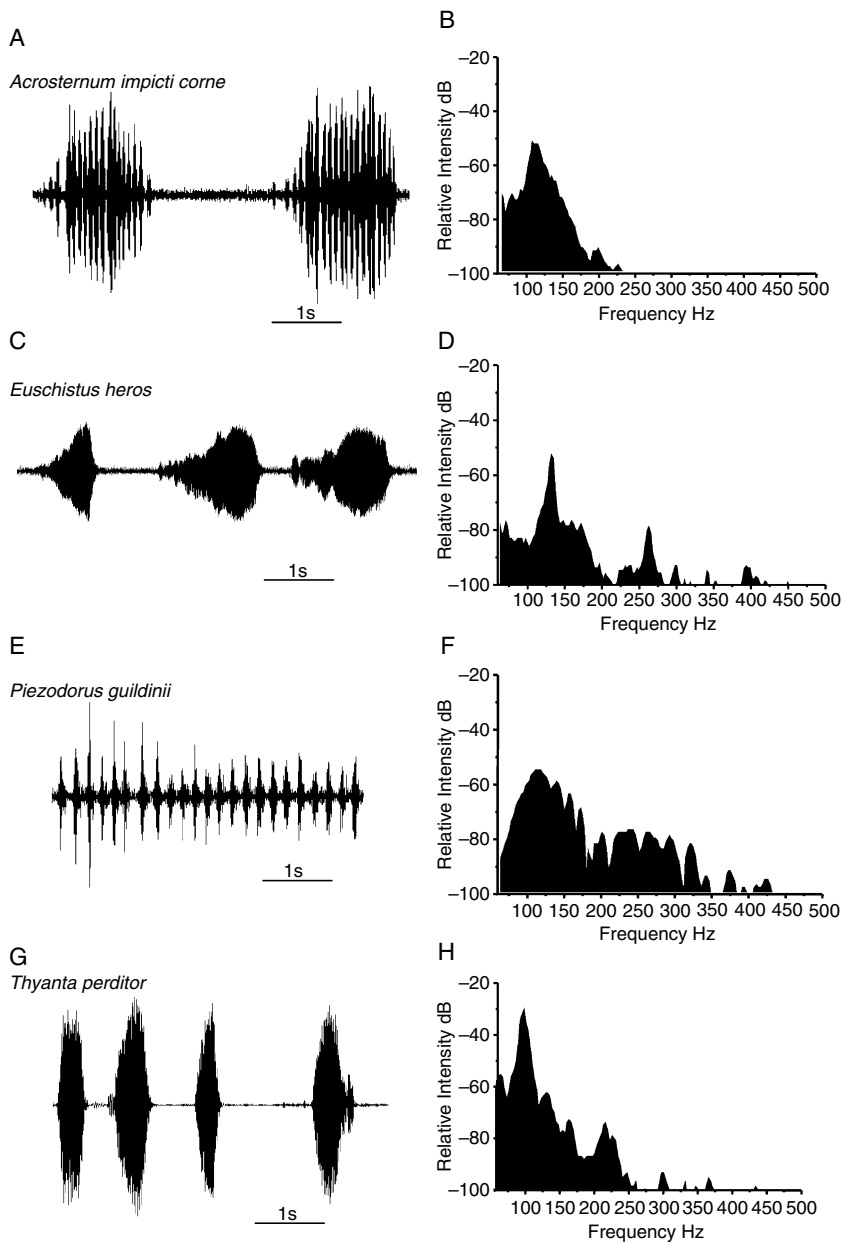 A
Acrosternum impicti corne
1s
B
Relative Intensity dB
−20
−40
−60
−80
−100
100 150 200 250 300 350 400 450 500
Frequency Hz
C
Euschistus heros
1s
D
Relative Intensity dB
−20
−40
−60
−80
−100
100 150 200 250 300 350 400 450 500
Frequency Hz
E
Piezodorus guildinii
1s
F
Relative Intensity dB
−20
−40
−60
−80
−100
100 150 200 250 300 350 400 450 500
Frequency Hz
G
Thyanta perditor
1s
H
Relative Intensity dB
−20
−40
−60
−80
−100
100 150 200 250 300 350 400 450 500
Frequency Hz